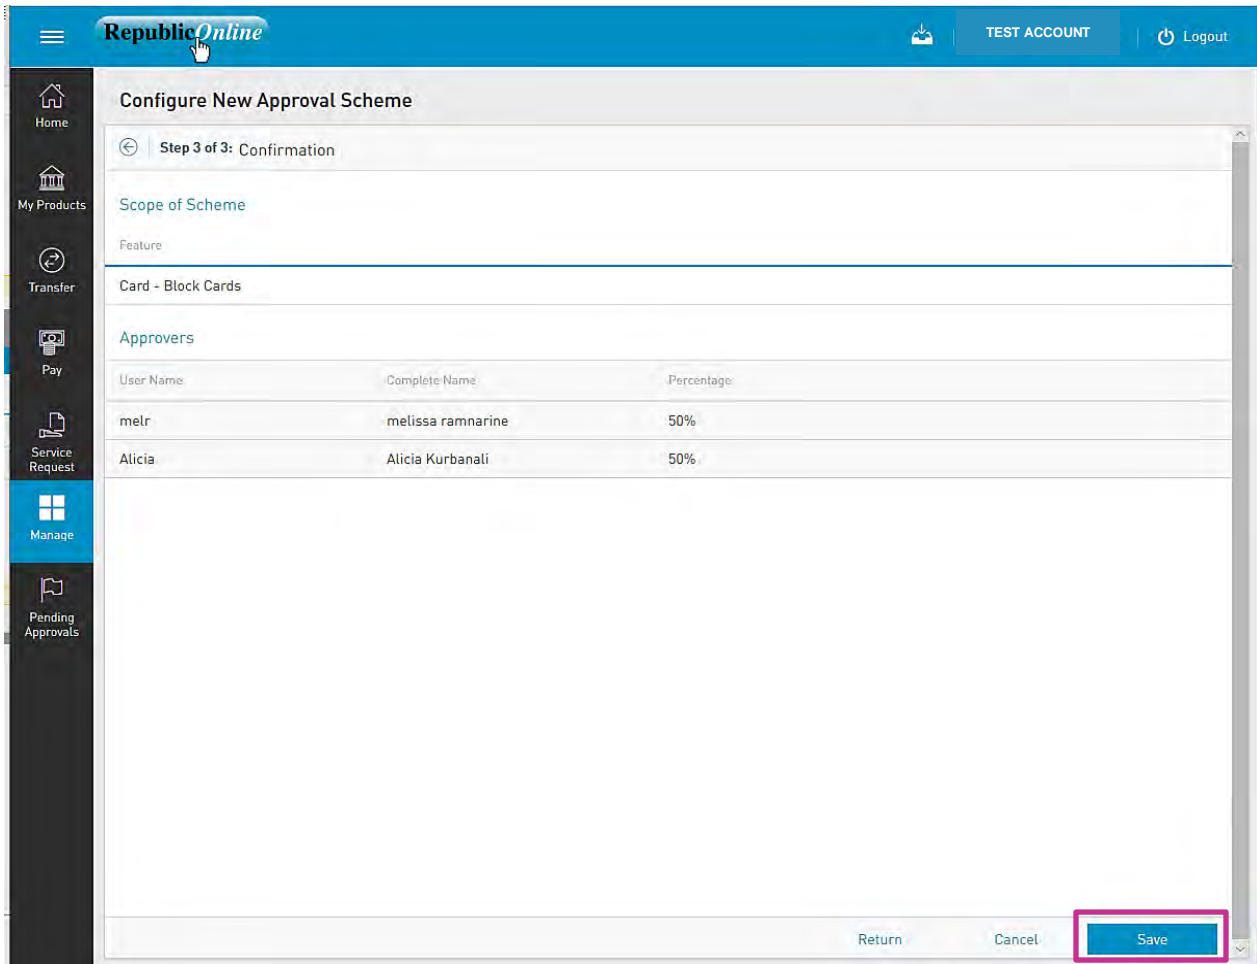 RepublicOnline
TEST ACCOUNT
Logout
Home
My Products
Transfer
Pay
Service
Request
Manage
Pending
Approvals
Configure New Approval Scheme
Step 3 of 3: Confirmation
Scope of Scheme
Feature
Card - Block Cards
Approvers
User Name Complete Name Percentage
melr melissa ramnarine 50%
Alicia Alicia Kurbanali 50%
Return Cancel Save